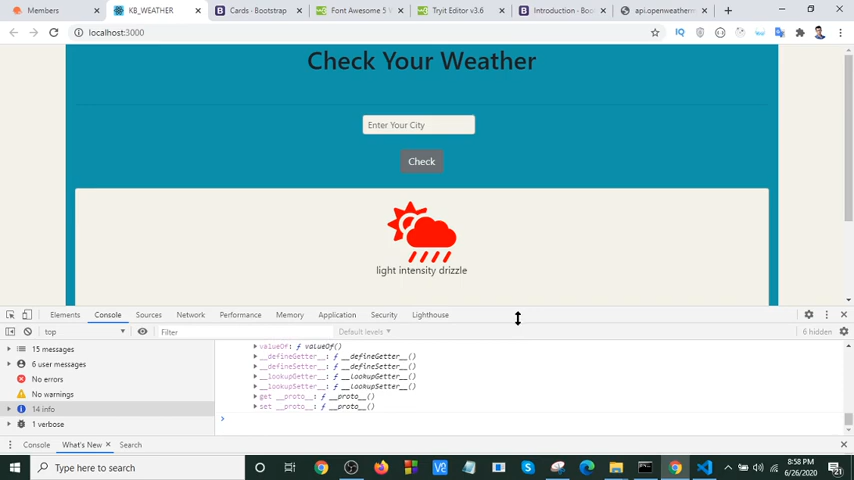 Members
KB_WEATHER
Cards · Bootstrap
Font Awesome 5
Tryit Editor v3.6
Introduction · Boo
api.openweatherm
localhost:3000
Check Your Weather
Enter Your City
Check
light intensity drizzle
Elements Console Sources Network Performance Memory Application Security Lighthouse
top Filter Default levels 6 hidden
15 messages
6 user messages
No errors
No warnings
14 info
1 verbose
valueOf: ƒ valueOf()
__defineGetter__: ƒ __defineGetter__()
__defineSetter__: ƒ __defineSetter__()
__lookupGetter__: ƒ __lookupGetter__()
__lookupSetter__: ƒ __lookupSetter__()
get __proto__: ƒ __proto__()
set __proto__: ƒ __proto__()
Console What's New Search
Type here to search
8:58 PM
6/26/2020
21